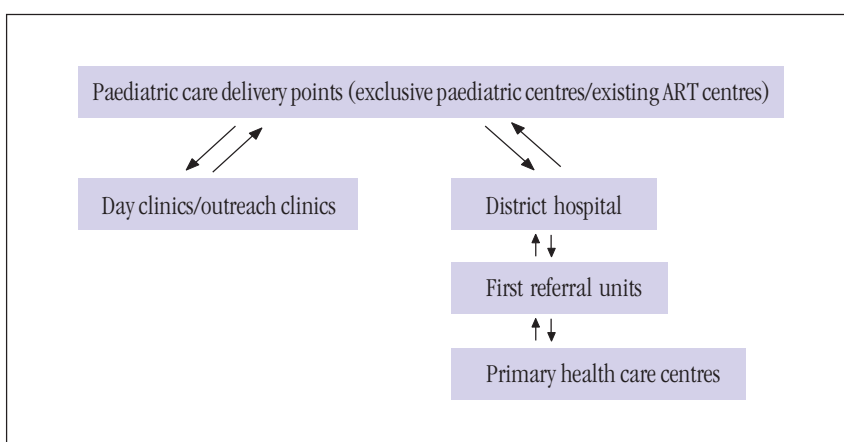 Paediatric care delivery points (exclusive paediatric centres/existing ART centres)
Day clinics/outreach clinics
District hospital
First referral units
Primary health care centres